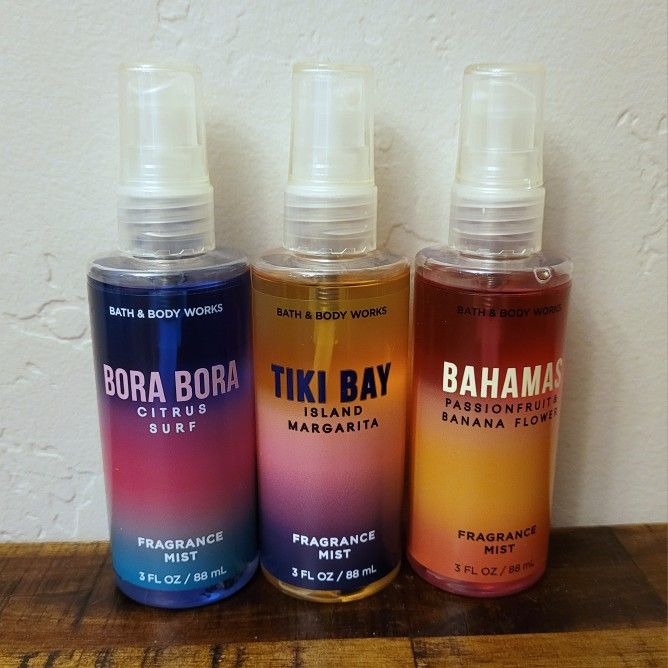 BATH & BODY WORKS
BORA BORA
CITRUS
SURF
FRAGRANCE
MIST
3 FL OZ / 88 mL
BATH & BODY WORKS
TIKI BAY
ISLAND
MARGARITA
FRAGRANCE
MIST
3 FL OZ / 88 mL
BATH & BODY WORKS
BAHAMAS
PASSIONFRUIT &
BANANA FLOWER
FRAGRANCE
MIST
3 FL OZ / 88 mL